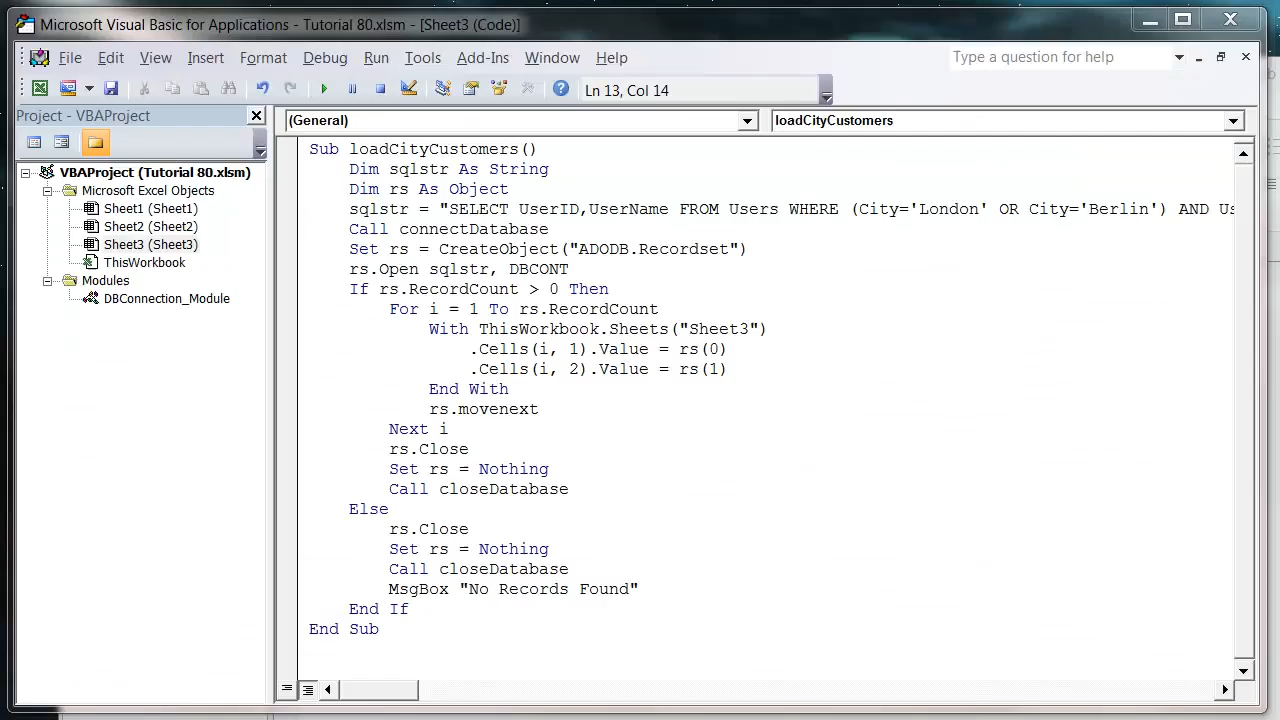 Microsoft Visual Basic for Applications - Tutorial 80.xlsm - [Sheet3 (Code)]
File Edit View Insert Format Debug Run Tools Add-Ins Window Help
Type a question for help
Ln 13, Col 14
Project - VBAProject
VBAProject (Tutorial 80.xlsm)
Microsoft Excel Objects
Sheet1 (Sheet1)
Sheet2 (Sheet2)
Sheet3 (Sheet3)
ThisWorkbook
Modules
DBConnection_Module
(General)
loadCityCustomers
Sub loadCityCustomers()
Dim sqlstr As String
Dim rs As Object
sqlstr = "SELECT UserID,UserName FROM Users WHERE (City='London' OR City='Berlin') AND Us
Call connectDatabase
Set rs = CreateObject("ADODB.Recordset")
rs.Open sqlstr, DBCONT
If rs.RecordCount > 0 Then
For i = 1 To rs.RecordCount
With ThisWorkbook.Sheets("Sheet3")
.Cells(i, 1).Value = rs(0)
.Cells(i, 2).Value = rs(1)
End With
rs.movenext
Next i
rs.Close
Set rs = Nothing
Call closeDatabase
Else
rs.Close
Set rs = Nothing
Call closeDatabase
MsgBox "No Records Found"
End If
End Sub